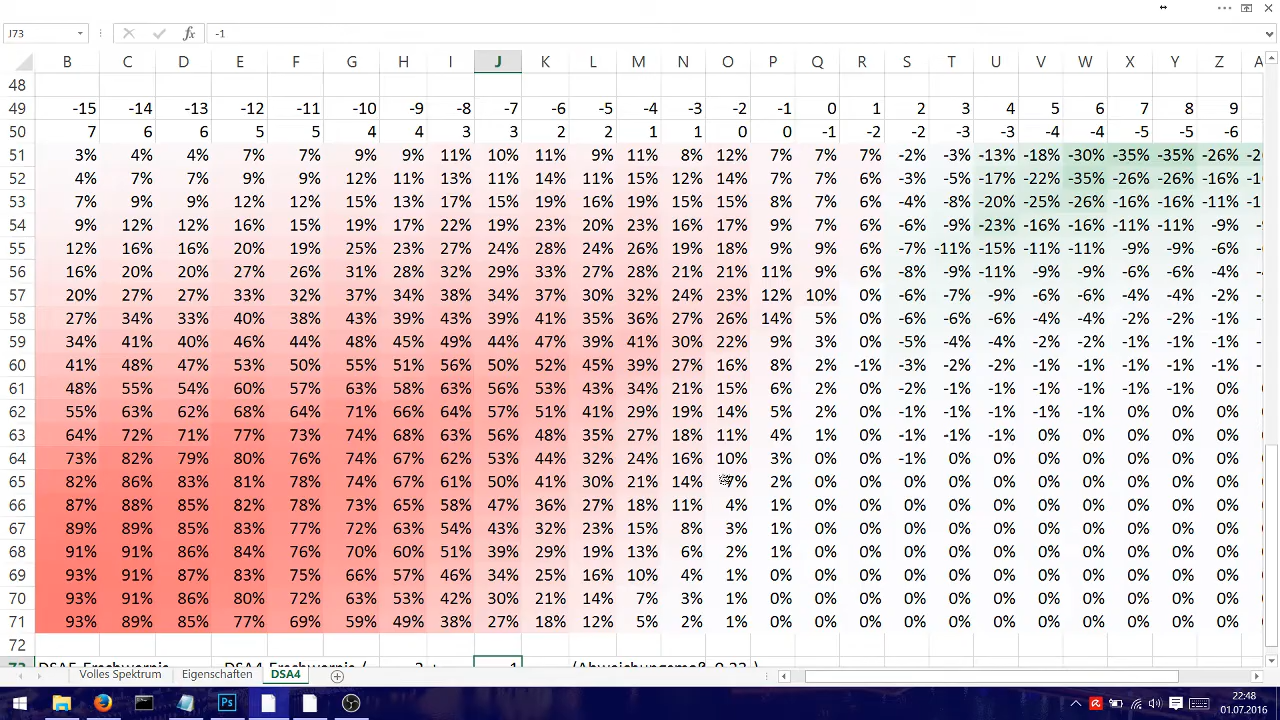 J73 fx -1
B C D E F G H I J K L M N O P Q R S T U V W X Y Z
48
49 -15 -14 -13 -12 -11 -10 -9 -8 -7 -6 -5 -4 -3 -2 -1 0 1 2 3 4 5 6 7 8 9
50 7 6 6 5 5 4 4 3 3 2 2 1 1 0 0 -1 -2 -2 -3 -3 -4 -4 -5 -5 -6
51 3% 4% 4% 7% 7% 9% 9% 11% 10% 11% 9% 11% 8% 12% 7% 7% 7% -2% -3% -13% -18% -30% -35% -35% -26%
52 4% 7% 7% 9% 9% 12% 11% 13% 11% 14% 11% 15% 12% 14% 7% 7% 6% -3% -5% -17% -22% -35% -26% -26% -16%
53 7% 9% 9% 12% 12% 15% 13% 17% 15% 19% 16% 19% 15% 15% 8% 7% 6% -4% -8% -20% -25% -26% -16% -16% -11%
54 9% 12% 12% 16% 15% 19% 17% 22% 19% 23% 20% 23% 16% 17% 9% 7% 6% -6% -9% -23% -16% -16% -11% -11% -9%
55 12% 16% 16% 20% 19% 25% 23% 27% 24% 28% 24% 26% 19% 18% 9% 9% 6% -7% -11% -15% -11% -11% -9% -9% -6%
56 16% 20% 20% 27% 26% 31% 28% 32% 29% 33% 27% 28% 21% 21% 11% 9% 6% -8% -9% -11% -9% -9% -6% -6% -4%
57 20% 27% 27% 33% 32% 37% 34% 38% 34% 37% 30% 32% 24% 23% 12% 10% 0% -6% -7% -9% -6% -6% -4% -4% -2%
58 27% 34% 33% 40% 38% 43% 39% 43% 39% 41% 35% 36% 27% 26% 14% 5% 0% -6% -6% -6% -4% -4% -2% -2% -1%
59 34% 41% 40% 46% 44% 48% 45% 49% 44% 47% 39% 41% 30% 22% 9% 3% 0% -5% -4% -4% -2% -2% -1% -1% -1%
60 41% 48% 47% 53% 50% 55% 51% 56% 50% 52% 45% 39% 27% 16% 8% 2% -1% -3% -2% -2% -1% -1% -1% -1% -1%
61 48% 55% 54% 60% 57% 63% 58% 63% 56% 53% 43% 34% 21% 15% 6% 2% 0% -2% -1% -1% -1% -1% -1% -1% 0%
62 55% 63% 62% 68% 64% 71% 66% 64% 57% 51% 41% 29% 19% 14% 5% 2% 0% -1% -1% -1% -1% -1% 0% 0% 0%
63 64% 72% 71% 77% 73% 74% 68% 63% 56% 48% 35% 27% 18% 11% 4% 1% 0% -1% -1% -1% 0% 0% 0% 0% 0%
64 73% 82% 79% 80% 76% 74% 67% 62% 53% 44% 32% 24% 16% 10% 3% 0% 0% -1% 0% 0% 0% 0% 0% 0% 0%
65 82% 86% 83% 81% 78% 74% 67% 61% 50% 41% 30% 21% 14% 7% 2% 0% 0% 0% 0% 0% 0% 0% 0% 0% 0%
66 87% 88% 85% 82% 78% 73% 65% 58% 47% 36% 27% 18% 11% 4% 1% 0% 0% 0% 0% 0% 0% 0% 0% 0% 0%
67 89% 89% 85% 83% 77% 72% 63% 54% 43% 32% 23% 15% 8% 3% 1% 0% 0% 0% 0% 0% 0% 0% 0% 0% 0%
68 91% 91% 86% 84% 76% 70% 60% 51% 39% 29% 19% 13% 6% 2% 1% 0% 0% 0% 0% 0% 0% 0% 0% 0% 0%
69 93% 91% 87% 83% 75% 66% 57% 46% 34% 25% 16% 10% 4% 1% 0% 0% 0% 0% 0% 0% 0% 0% 0% 0% 0%
70 93% 91% 86% 80% 72% 63% 53% 42% 30% 21% 14% 7% 3% 1% 0% 0% 0% 0% 0% 0% 0% 0% 0% 0% 0%
71 93% 89% 85% 77% 69% 59% 49% 38% 27% 18% 12% 5% 2% 1% 0% 0% 0% 0% 0% 0% 0% 0% 0% 0% 0%
72
Volles Spektrum Eigenschaften DSA4
Ps
22:48
01.07.2016